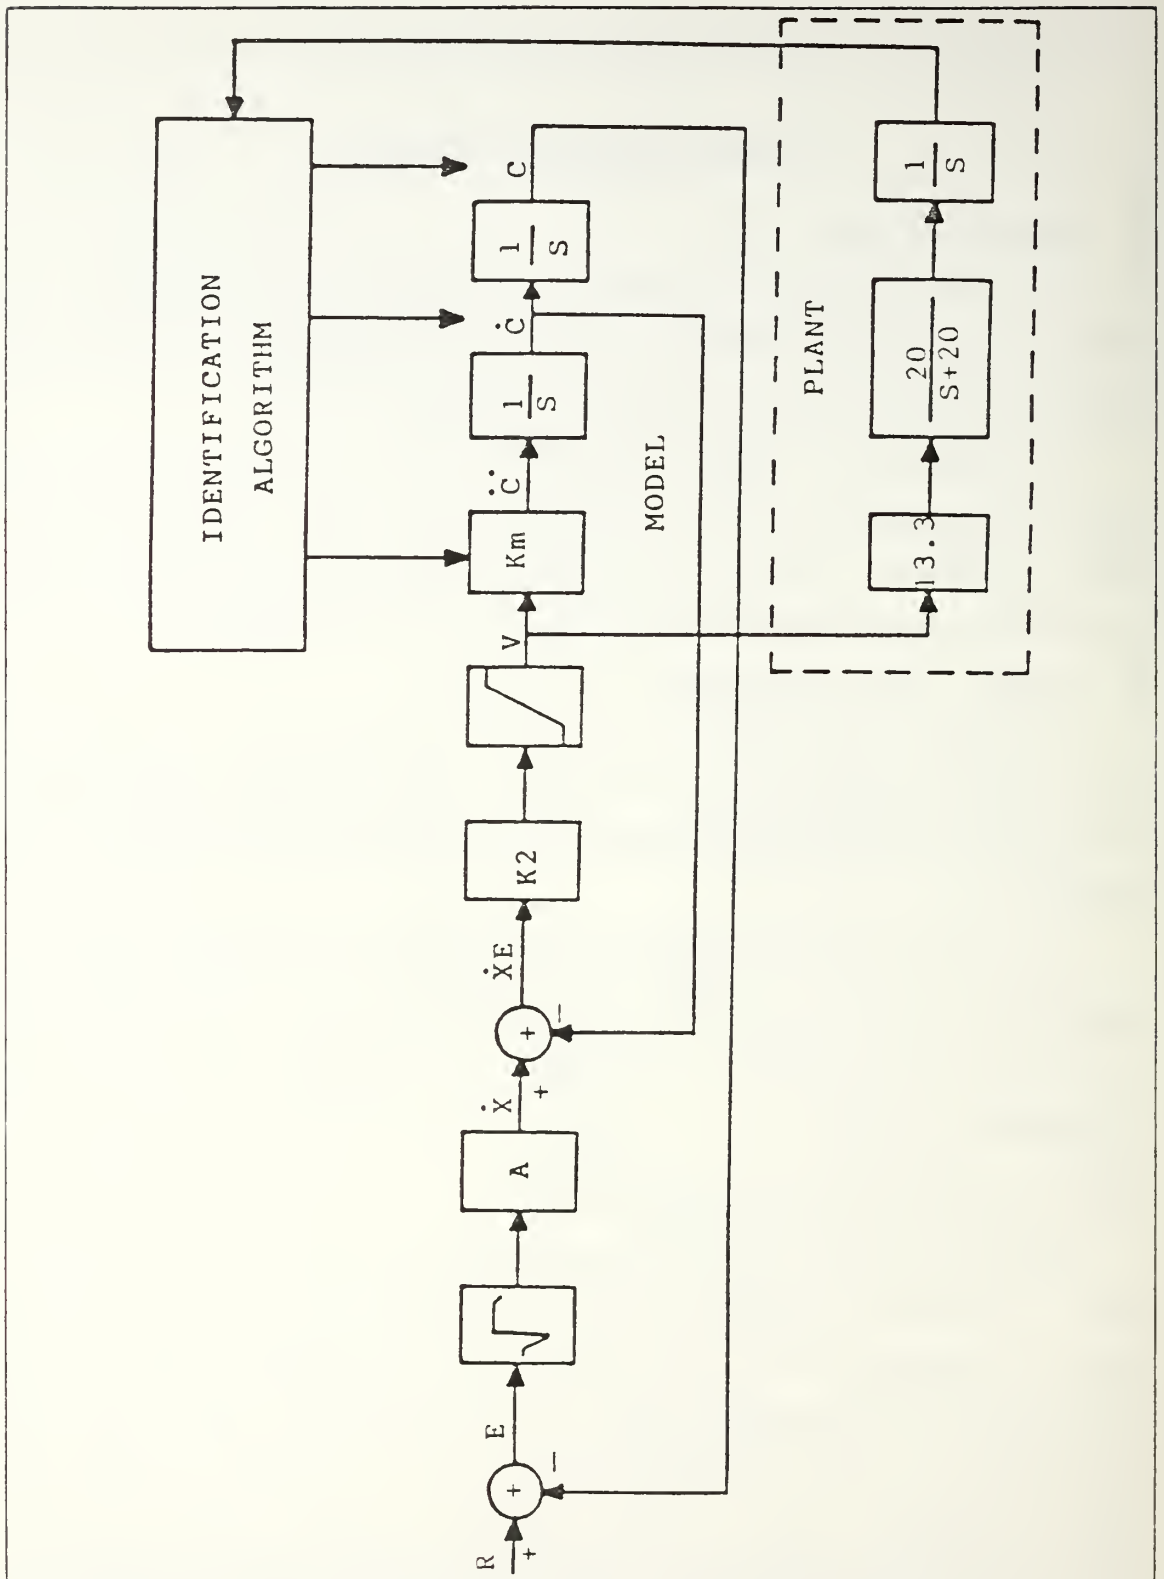 IDENTIFICATION
ALGORITHM
R
+
+
−
E
√
A
Ẋ
+
+
−
ẊE
K2
V
Km
C̈
1
S
Ċ
1
S
C
MODEL
PLANT
13.3
20
S+20
1
S